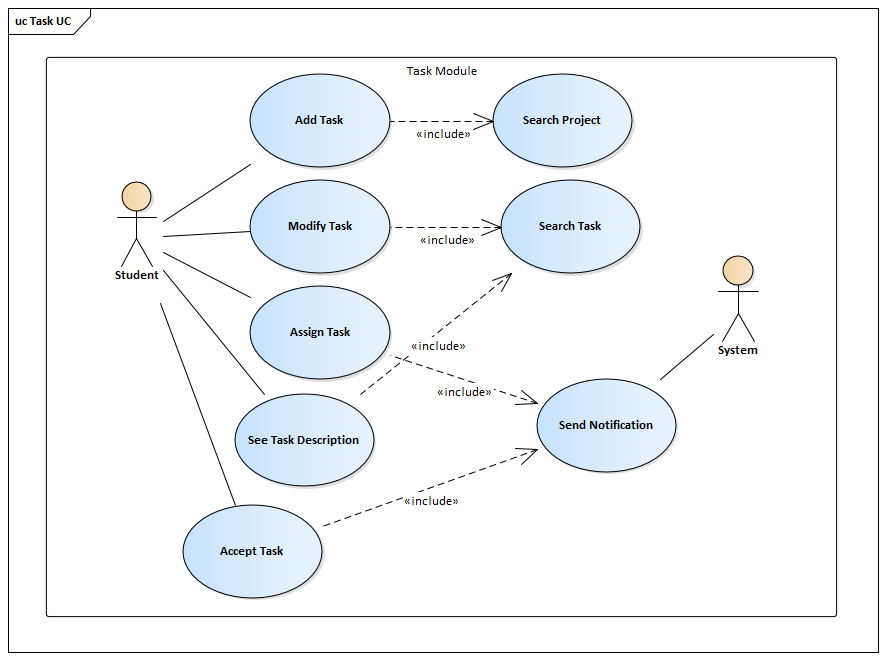 uc Task UC
Task Module
Add Task
«include»
Search Project
Modify Task
«include»
Search Task
Student
Assign Task
«include»
System
«include»
Send Notification
See Task Description
«include»
Accept Task